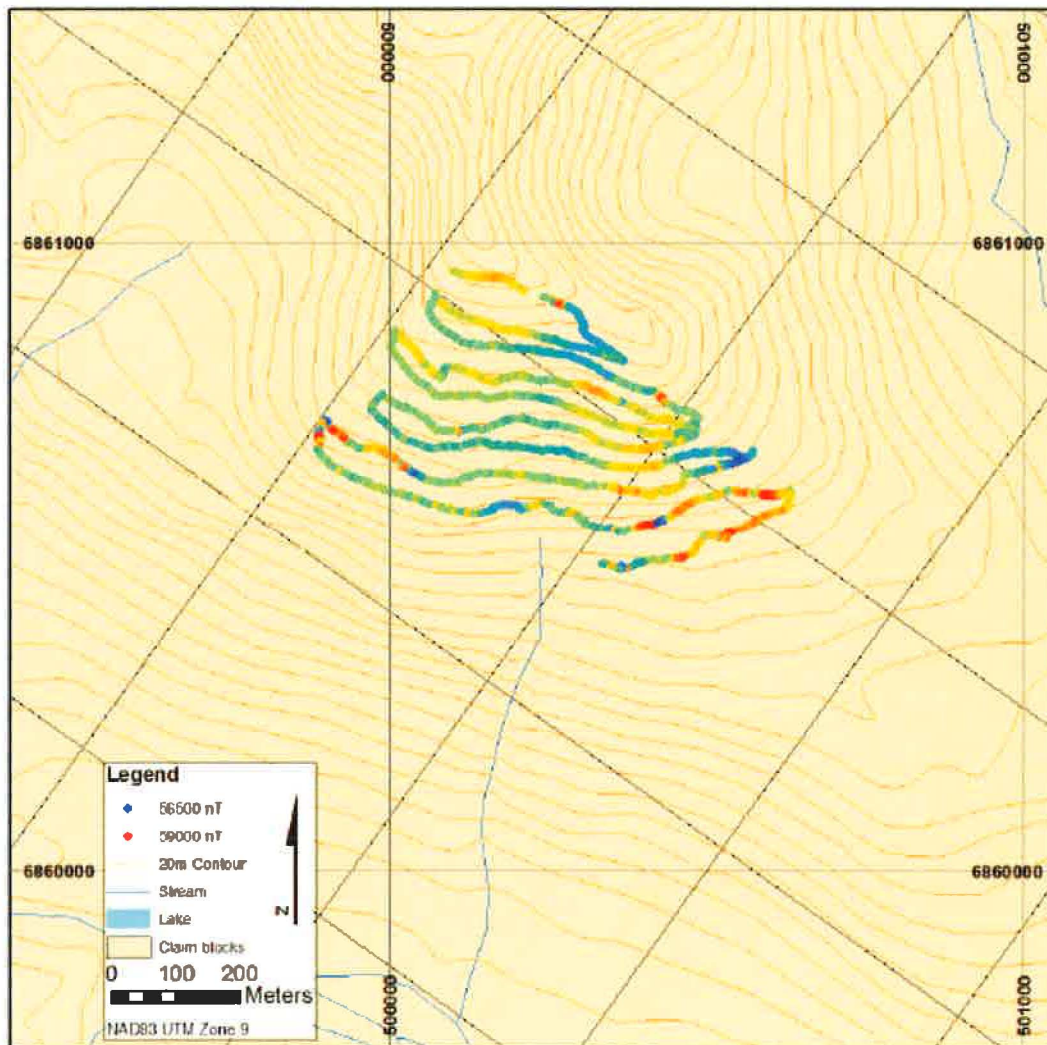 500000
501000
6861000
6861000
6860000
6860000
Legend
56500 nT
59000 nT
20m Contour
Stream
Lake
Claim blocks
N
0 100 200
Meters
NAD83 UTM Zone 9
500000
501000